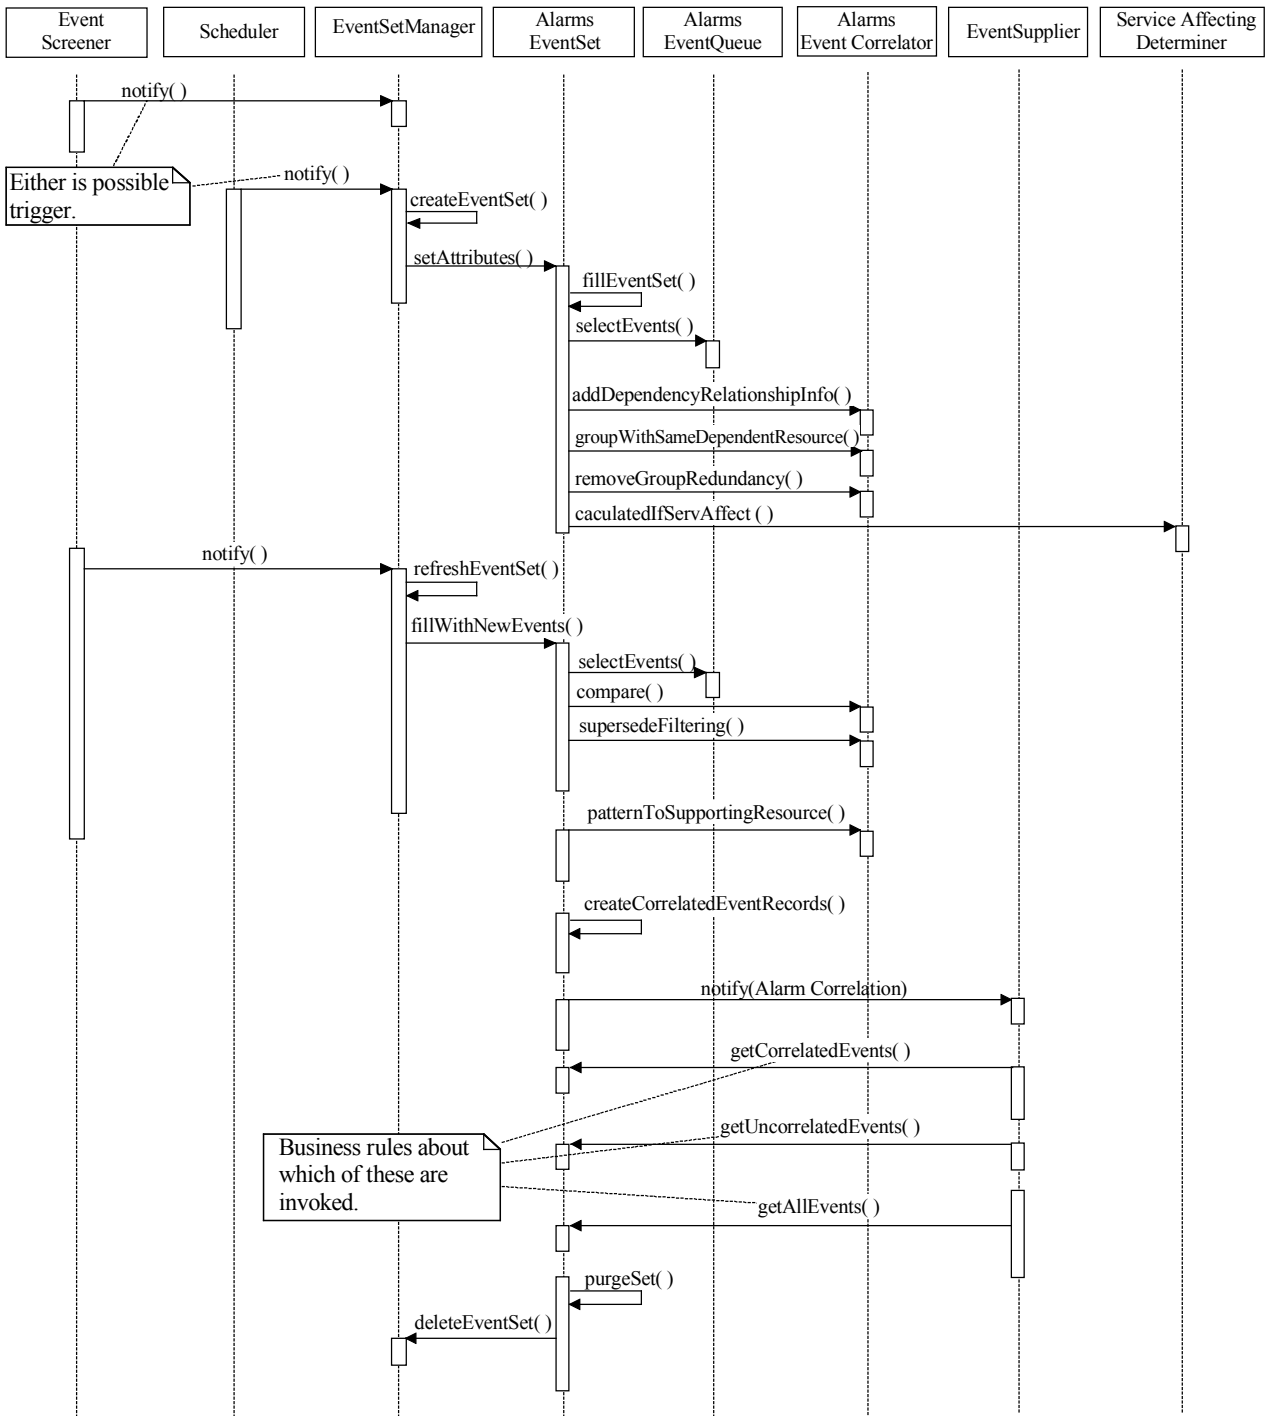 Event
Screener
Scheduler
EventSetManager
Alarms
EventSet
Alarms
EventQueue
Alarms
Event Correlator
EventSupplier
Service Affecting
Determiner
notify( )
Either is possible
trigger.
notify( )
createEventSet( )
setAttributes( )
fillEventSet( )
selectEvents( )
addDependencyRelationshipInfo( )
groupWithSameDependentResource( )
removeGroupRedundancy( )
caculatedIfServAffect ( )
notify( )
refreshEventSet( )
fillWithNewEvents( )
selectEvents( )
compare( )
supersedeFiltering( )
patternToSupportingResource( )
createCorrelatedEventRecords( )
notify(Alarm Correlation)
getCorrelatedEvents( )
getUncorrelatedEvents( )
Business rules about
which of these are
invoked.
getAllEvents( )
purgeSet( )
deleteEventSet( )